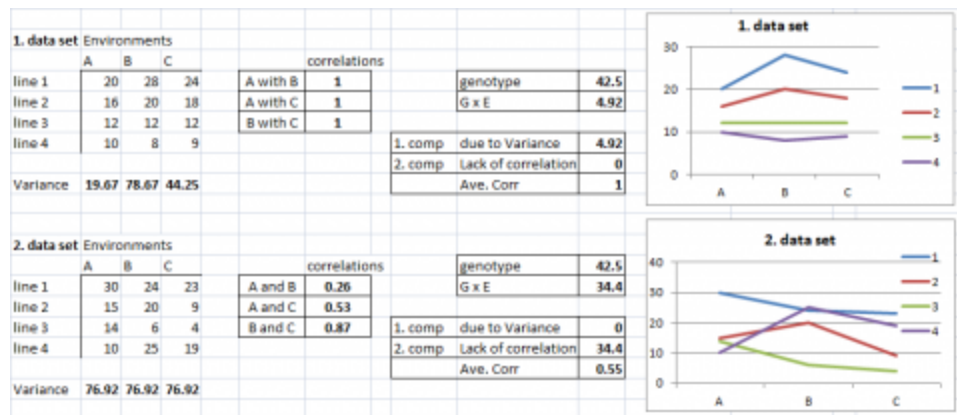 1. data set
1. data set Environments
A B C correlations
line 1 20 28 24 A with B 1 genotype 42.5
line 2 16 20 18 A with C 1 G x E 4.92
line 3 12 12 12 B with C 1
line 4 10 8 9 1. comp due to Variance 4.92
2. comp Lack of correlation 0
Variance 19.67 78.67 44.25 Ave. Corr 1
30
20
10
0
A B C
1
2
3
4
2. data set
2. data set Environments
A B C correlations genotype 42.5
line 1 30 24 23 A and B 0.26 G x E 34.4
line 2 15 20 9 A and C 0.53
line 3 14 6 4 B and C 0.87 1. comp due to Variance 0
line 4 10 25 19 2. comp Lack of correlation 34.4
Ave. Corr 0.55
Variance 76.92 76.92 76.92
40
30
20
10
0
A B C
1
2
3
4